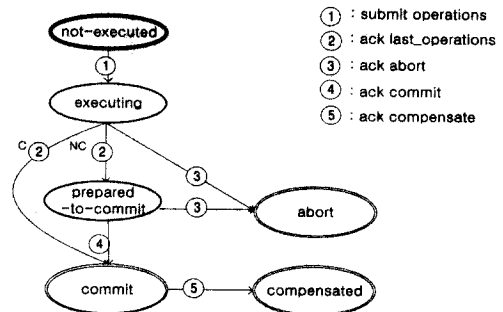 not-executed
1 : submit operations
2 : ack last_operations
3 : ack abort
4 : ack commit
5 : ack compensate
1
executing
C 2
NC 2
3
prepared
-to-commit
3
abort
4
commit
5
compensated